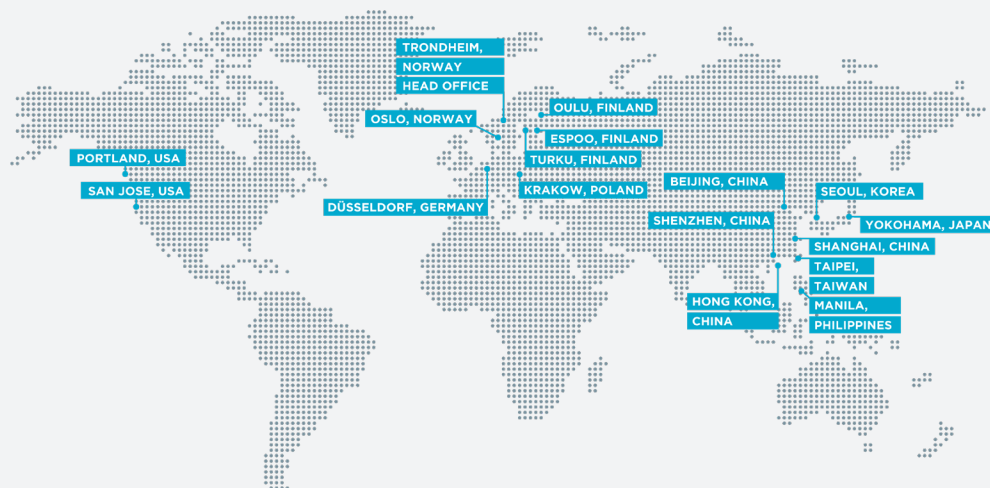 TRONDHEIM,
NORWAY
HEAD OFFICE
OULU, FINLAND
OSLO, NORWAY
ESPOO, FINLAND
TURKU, FINLAND
PORTLAND, USA
SAN JOSE, USA
KRAKOW, POLAND
DÜSSELDORF, GERMANY
BEIJING, CHINA
SEOUL, KOREA
SHENZHEN, CHINA
YOKOHAMA, JAPAN
SHANGHAI, CHINA
TAIPEI,
TAIWAN
HONG KONG,
CHINA
MANILA,
PHILIPPINES